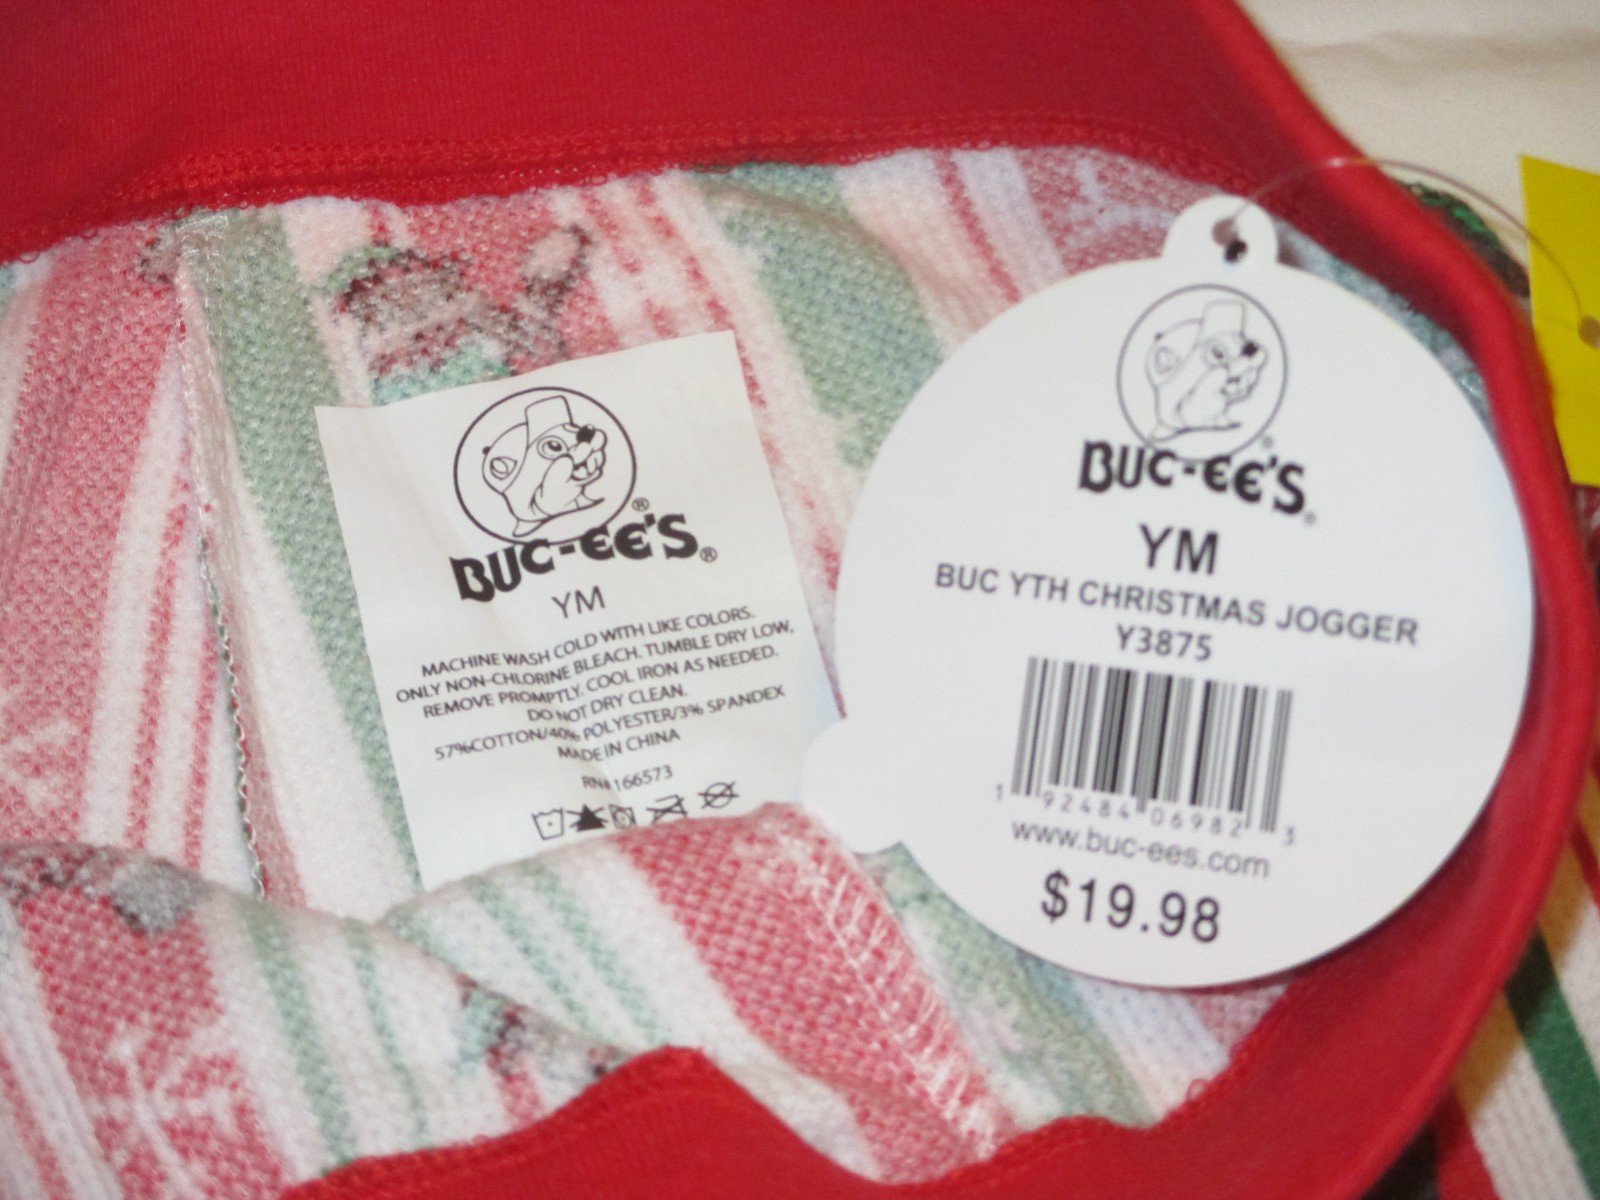 BUC-EE'S®
YM
MACHINE WASH COLD WITH LIKE COLORS.
ONLY NON-CHLORINE BLEACH. TUMBLE DRY LOW,
REMOVE PROMPTLY. COOL IRON AS NEEDED.
DO NOT DRY CLEAN.
57%COTTON/40% POLYESTER/3% SPANDEX
MADE IN CHINA
RN# 166573
BUC-EE'S®
YM
BUC YTH CHRISTMAS JOGGER
Y3875
1 92484 06982 3
www.buc-ees.com
$19.98